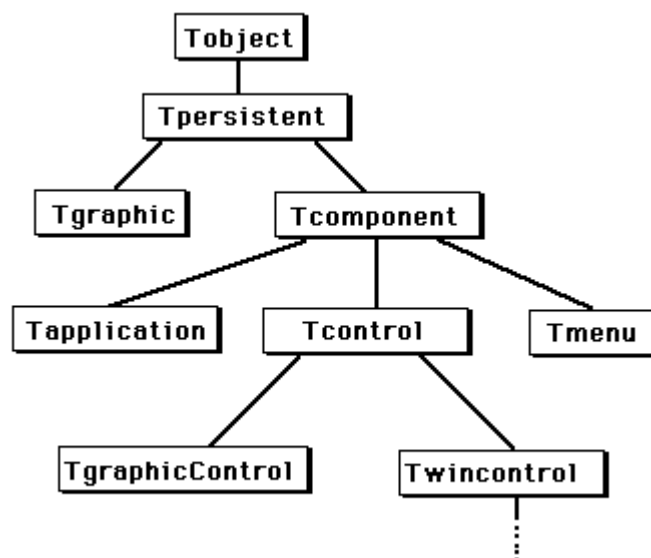 Tobject
Tpersistent
Tgraphic
Tcomponent
Tapplication
Tcontrol
Tmenu
TgraphicControl
Twincontrol